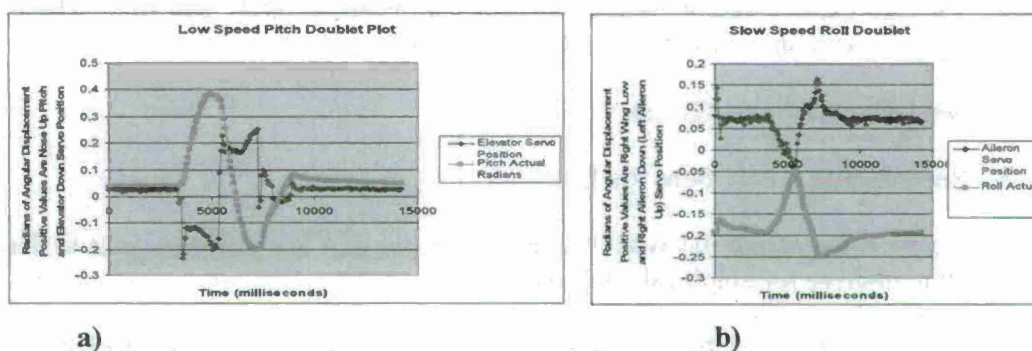 Low Speed Pitch Doublet Plot
Radians of Angular Displacement
Positive Values Are Nose Up Pitch
and Elevator Down Servo Position
0.5
0.4
0.3
0.2
0.1
0
-0.1
-0.2
-0.3
5000
10000
15000
Time (milliseconds)
Elevator Servo
Position
Pitch Actual
Radians
a)
Slow Speed Roll Doublet
Radians of Angular Displacement
Positive Values Are Right Wing Low
and Right Aileron Down (Left Aileron
Up) Servo Position
0.2
0.15
0.1
0.05
0
-0.05
-0.1
-0.15
-0.2
-0.25
-0.3
5000
10000
15000
Time (milliseconds)
Aileron
Servo
Position
Roll Actu
b)